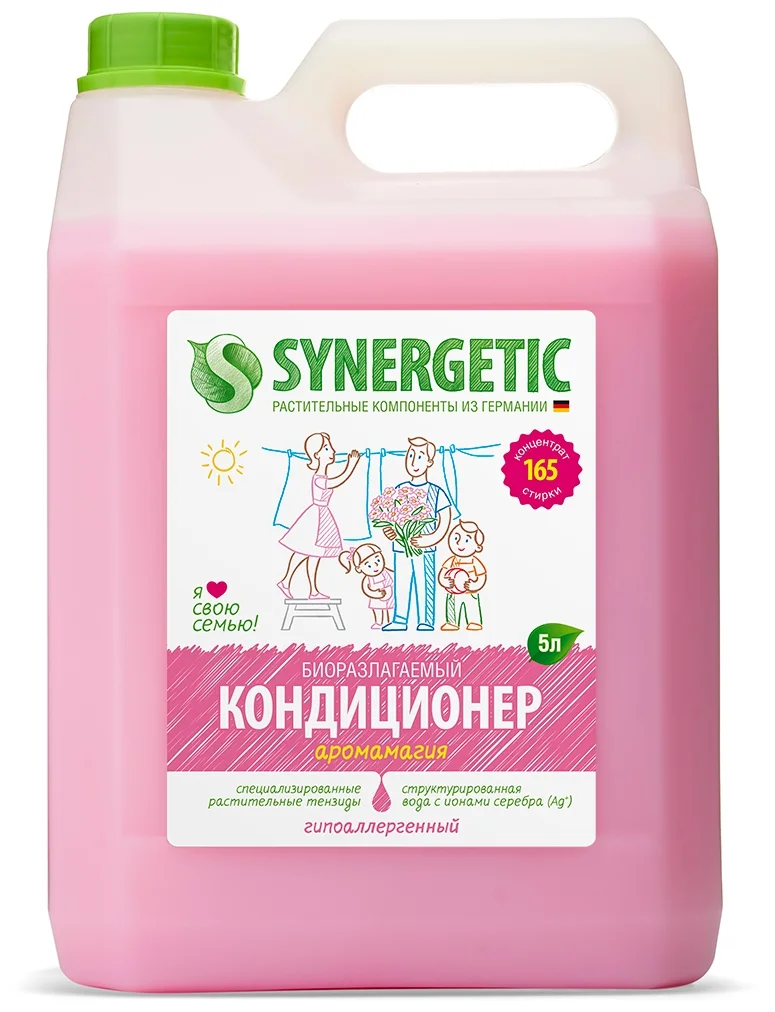 SYNERGETIC
РАСТИТЕЛЬНЫЕ КОМПОНЕНТЫ ИЗ ГЕРМАНИИ
концентрат
165
стирки
я
свою
семью!
5л
БИОРАЗЛАГАЕМЫЙ
КОНДИЦИОНЕР
аромамагия
специализированные
растительные тензиды
структурированная
вода с ионами серебра (Ag⁺)
гипоаллергенный